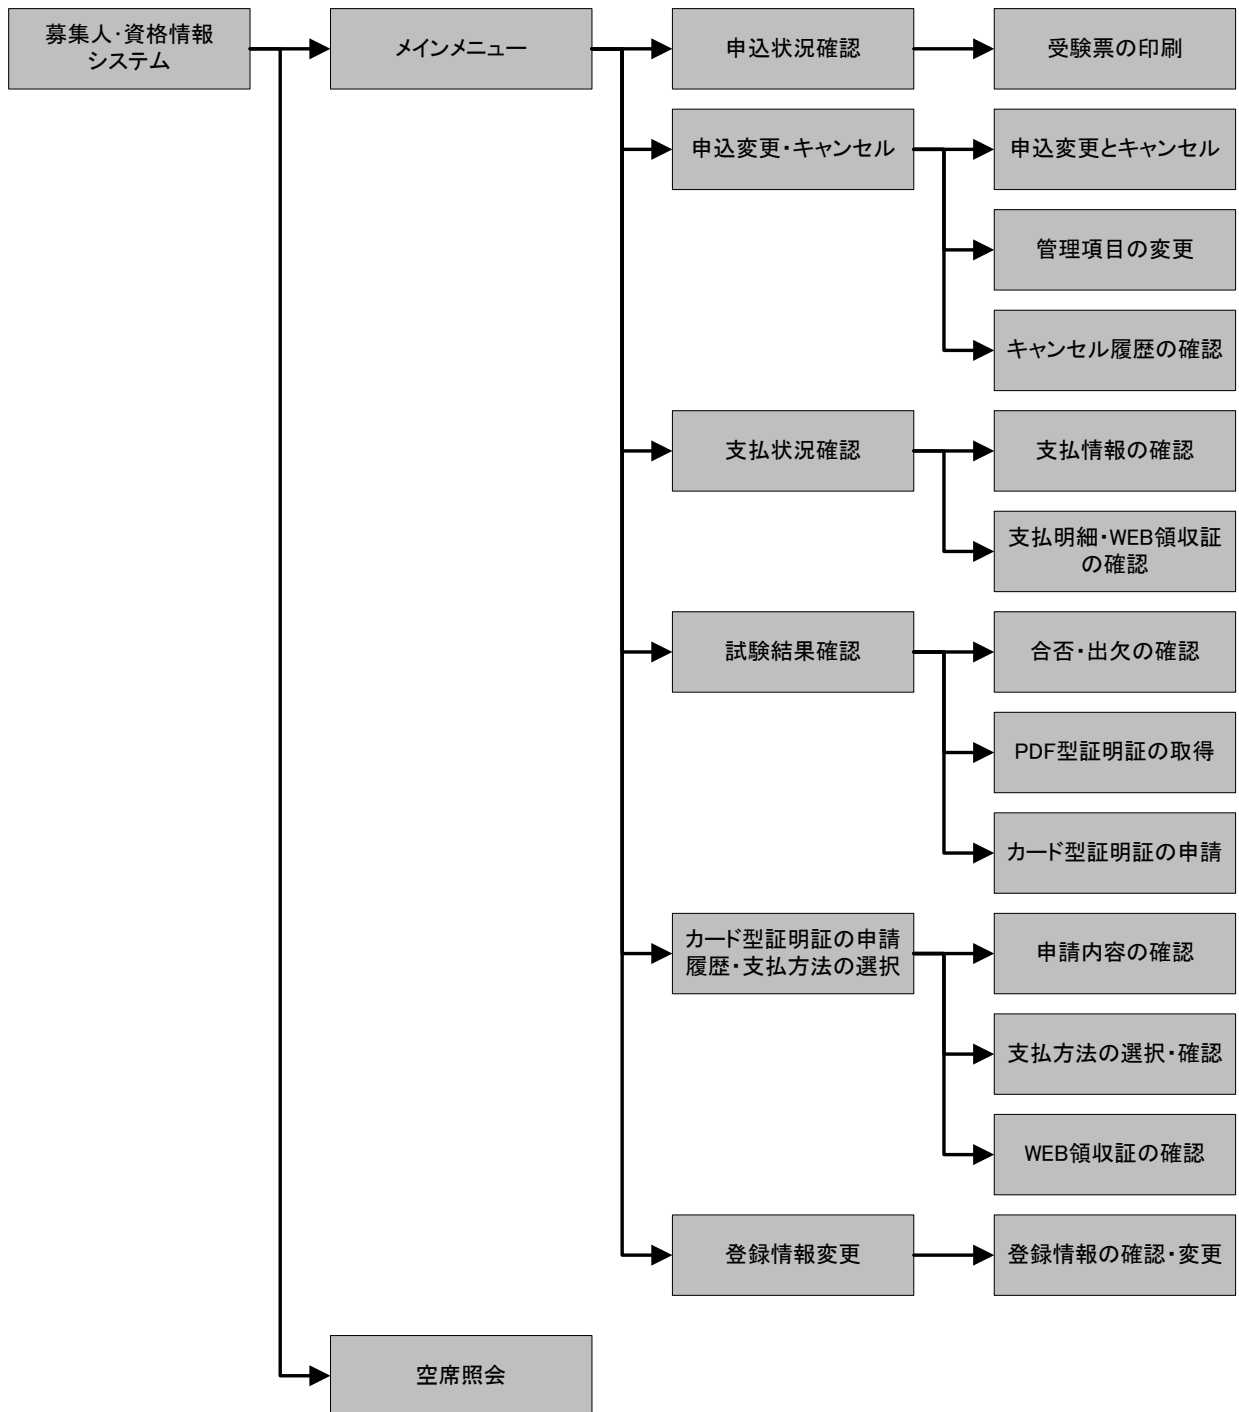 募集人・資格情報
システム
メインメニュー
申込状況確認
受験票の印刷
申込変更・キャンセル
申込変更とキャンセル
管理項目の変更
キャンセル履歴の確認
支払状況確認
支払情報の確認
支払明細・WEB領収証
の確認
試験結果確認
合否・出欠の確認
PDF型証明証の取得
カード型証明証の申請
カード型証明証の申請
履歴・支払方法の選択
申請内容の確認
支払方法の選択・確認
WEB領収証の確認
登録情報変更
登録情報の確認・変更
空席照会